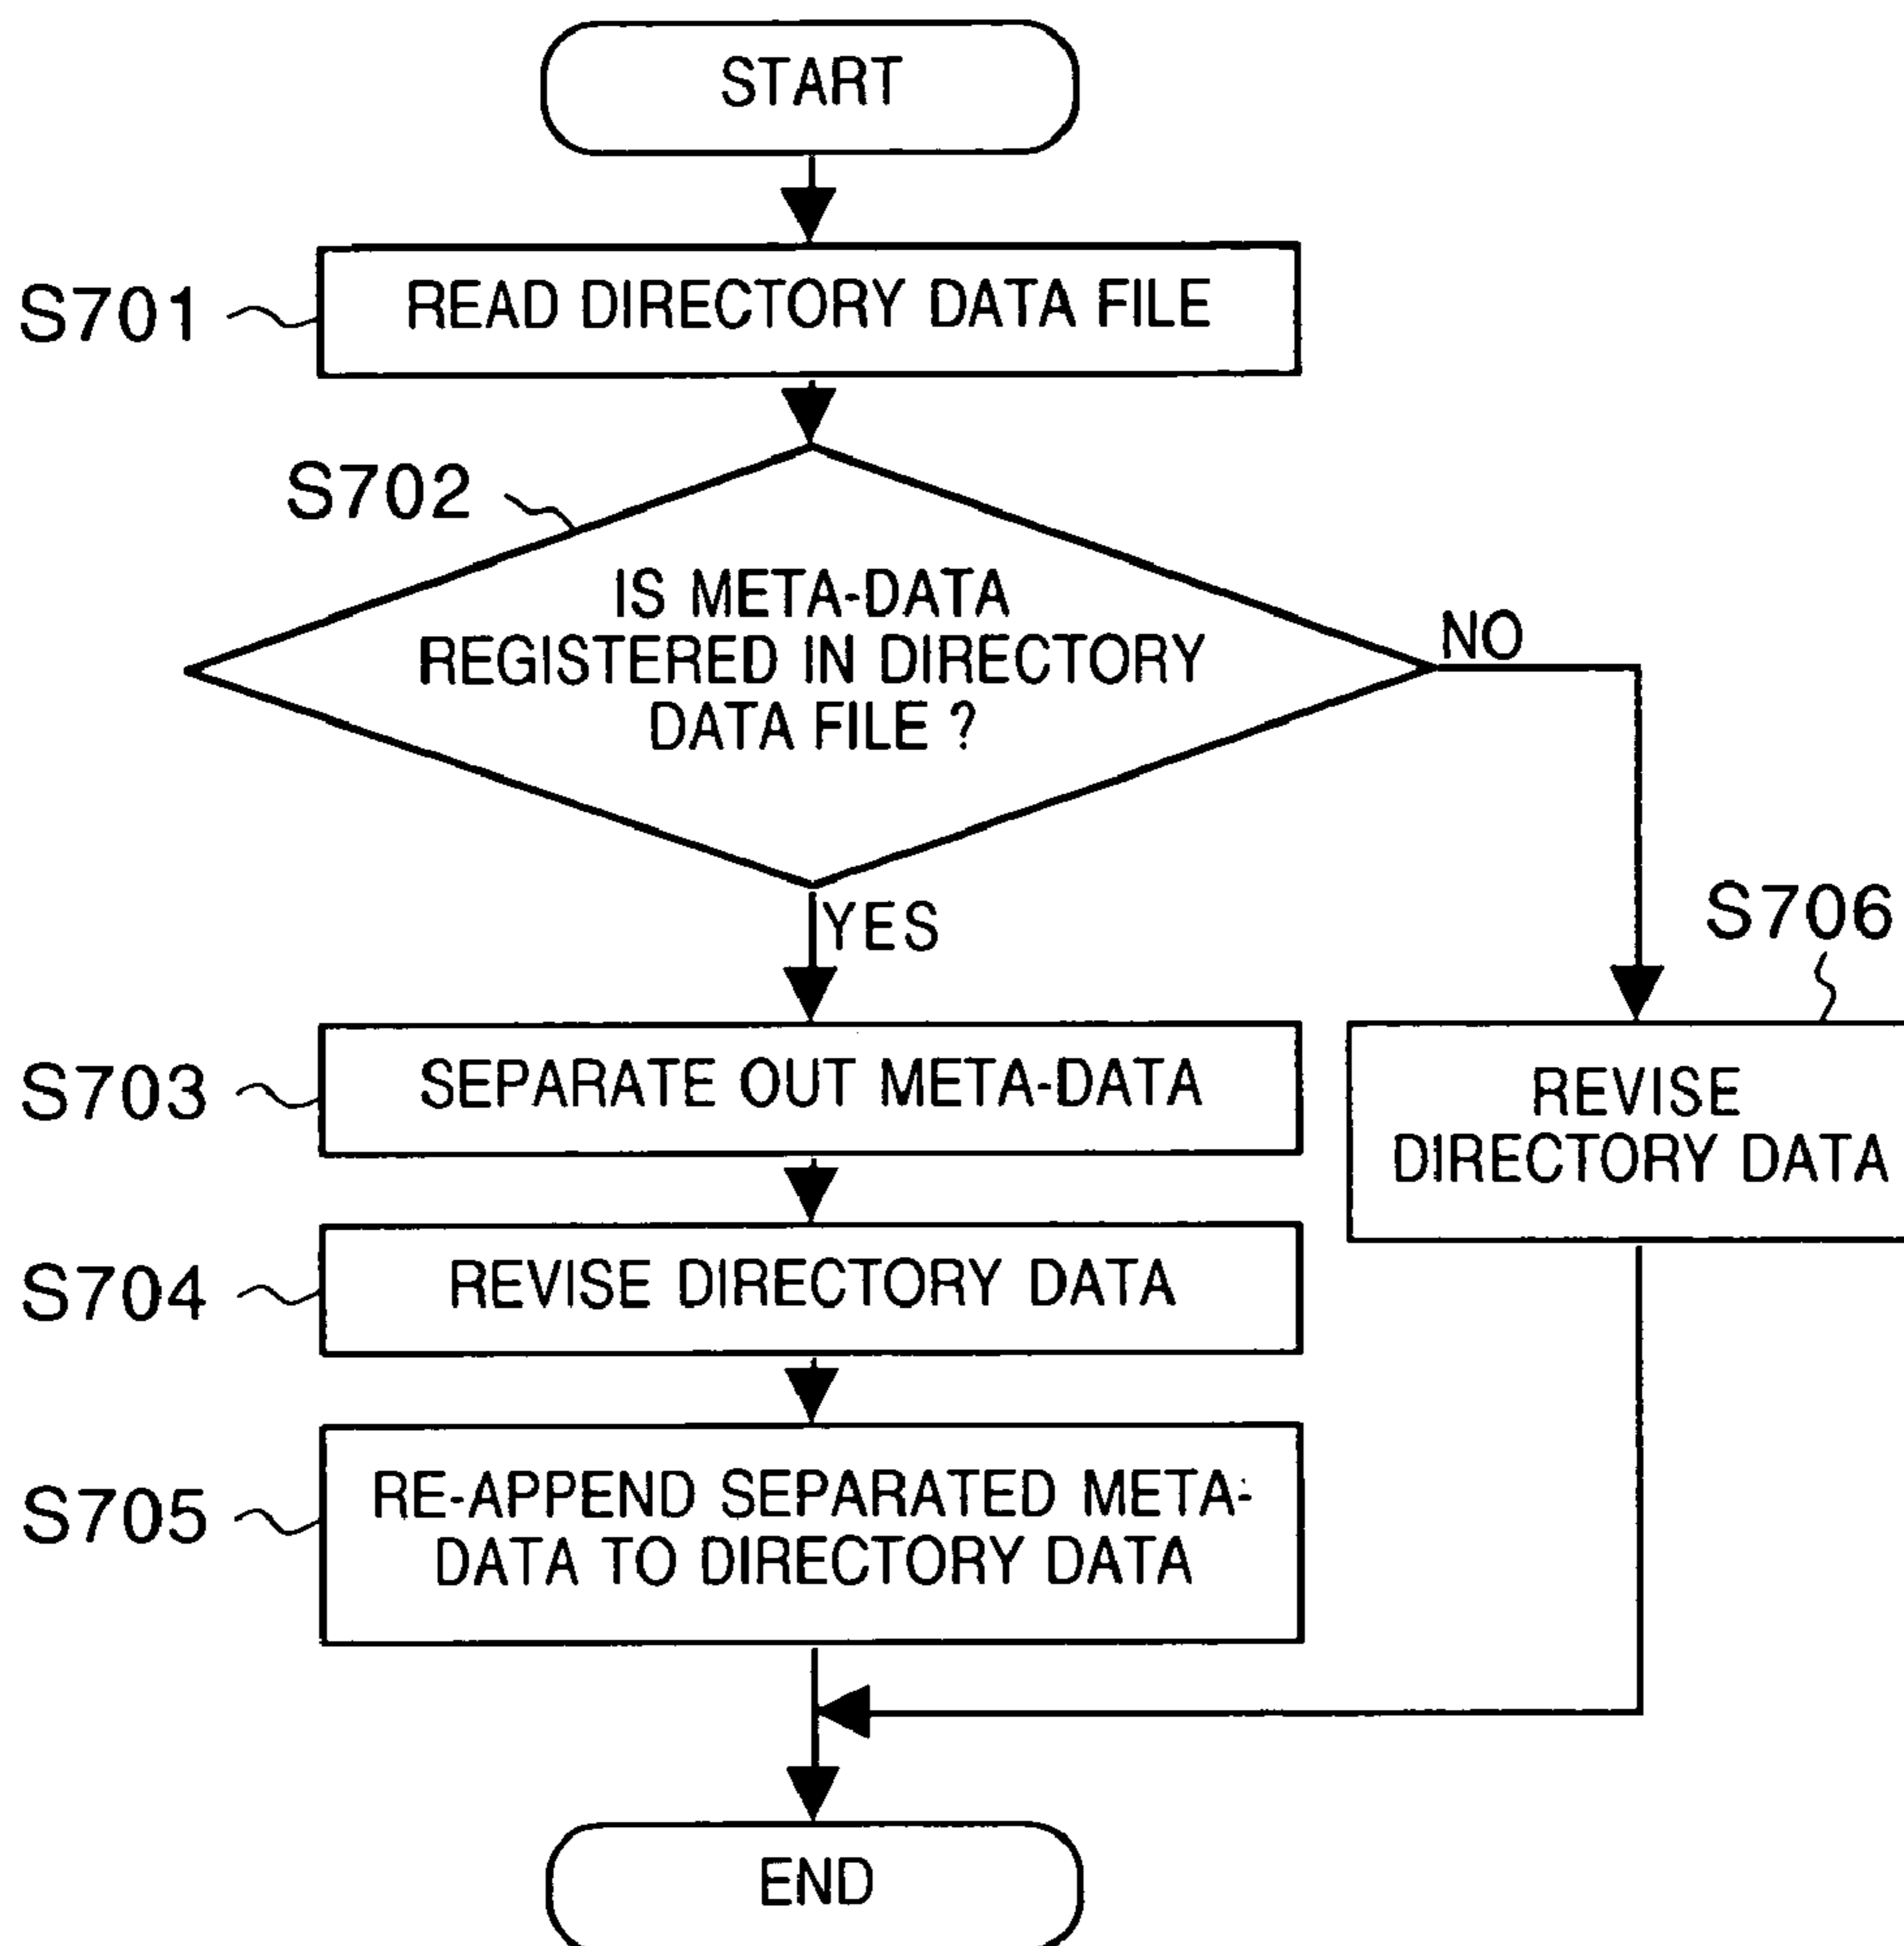 START
S701
READ DIRECTORY DATA FILE
S702
IS META-DATA
REGISTERED IN DIRECTORY
DATA FILE ?
NO
YES
S706
S703
SEPARATE OUT META-DATA
REVISE
DIRECTORY DATA
S704
REVISE DIRECTORY DATA
S705
RE-APPEND SEPARATED META-
DATA TO DIRECTORY DATA
END